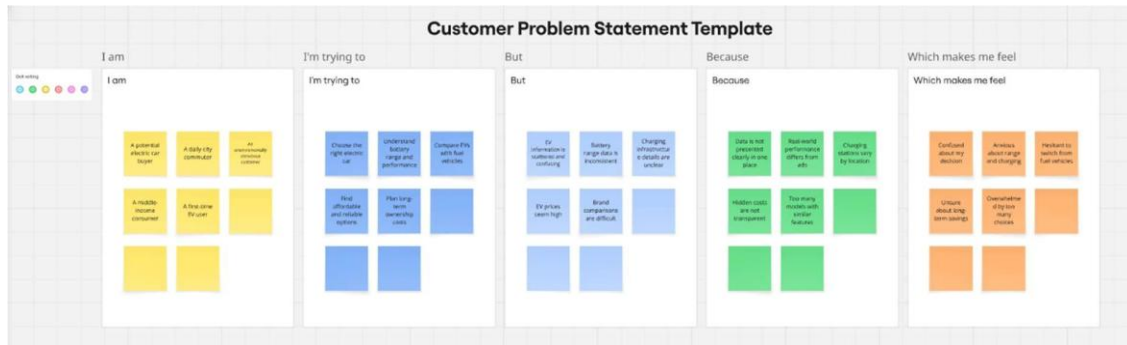 Customer Problem Statement Template
I am
I'm trying to
But
Because
Which makes me feel
I am
A potential
electric car
buyer
A daily city
commuter
An
environmentally
conscious
customer
A middle-
income
consumer
A first-time
EV user
I'm trying to
Choose the
right electric
car
Understand
battery
range and
performance
Compare EVs
with fuel
vehicles
Find
affordable
and reliable
options
Plan long-
term
ownership
costs
But
EV
information is
scattered and
confusing
Battery
range data is
inconsistent
Charging
infrastructur
e details are
unclear
EV prices
seem high
Brand
comparisons
are difficult
Because
Data is not
presented
clearly in one
place
Real-world
performance
differs from
ads
Charging
stations vary
by location
Hidden costs
are not
transparent
Too many
models with
similar
features
Which makes me feel
Confused
about my
decision
Anxious
about range
and charging
Hesitant to
switch from
fuel vehicles
Unsure
about long-
term savings
Overwhelme
d by too
many
choices